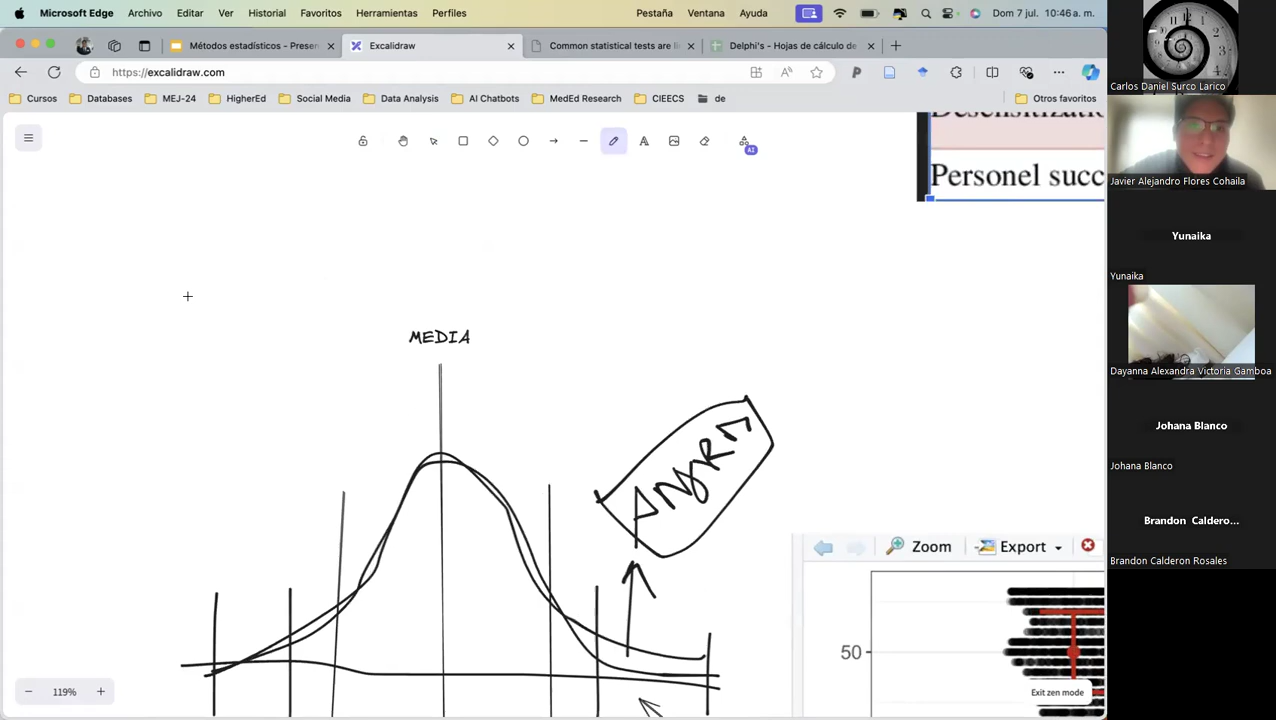 Microsoft Edge Archivo Editar Ver Historial Favoritos Herramientas Perfiles Pestaña Ventana Ayuda Dom 7 jul. 10:46 a. m.
Métodos estadísticos - Presen
Excalidraw
Common statistical tests are li
Delphi's - Hojas de cálculo de
https://excalidraw.com
Cursos Databases MEJ-24 HigherEd Social Media Data Analysis AI Chatbots MedEd Research CIEECS de Otros favoritos
AI
Desensitizatio
Personel succ
MEDIA
Zoom Export
50
Exit zen mode
119%
Carlos Daniel Surco Larico
Javier Alejandro Flores Cohaila
Yunaika
Yunaika
Dayanna Alexandra Victoria Gamboa
Johana Blanco
Johana Blanco
Brandon Caldero...
Brandon Calderon Rosales